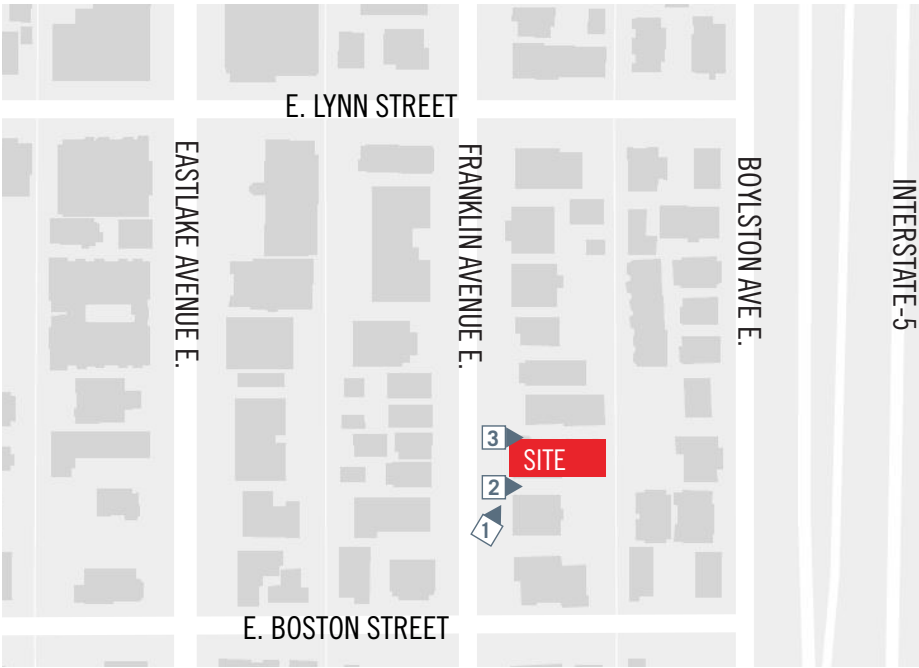 E. LYNN STREET
EASTLAKE AVENUE E.
FRANKLIN AVENUE E.
BOYLSTON AVE E.
INTERSTATE-5
3
SITE
2
1
E. BOSTON STREET